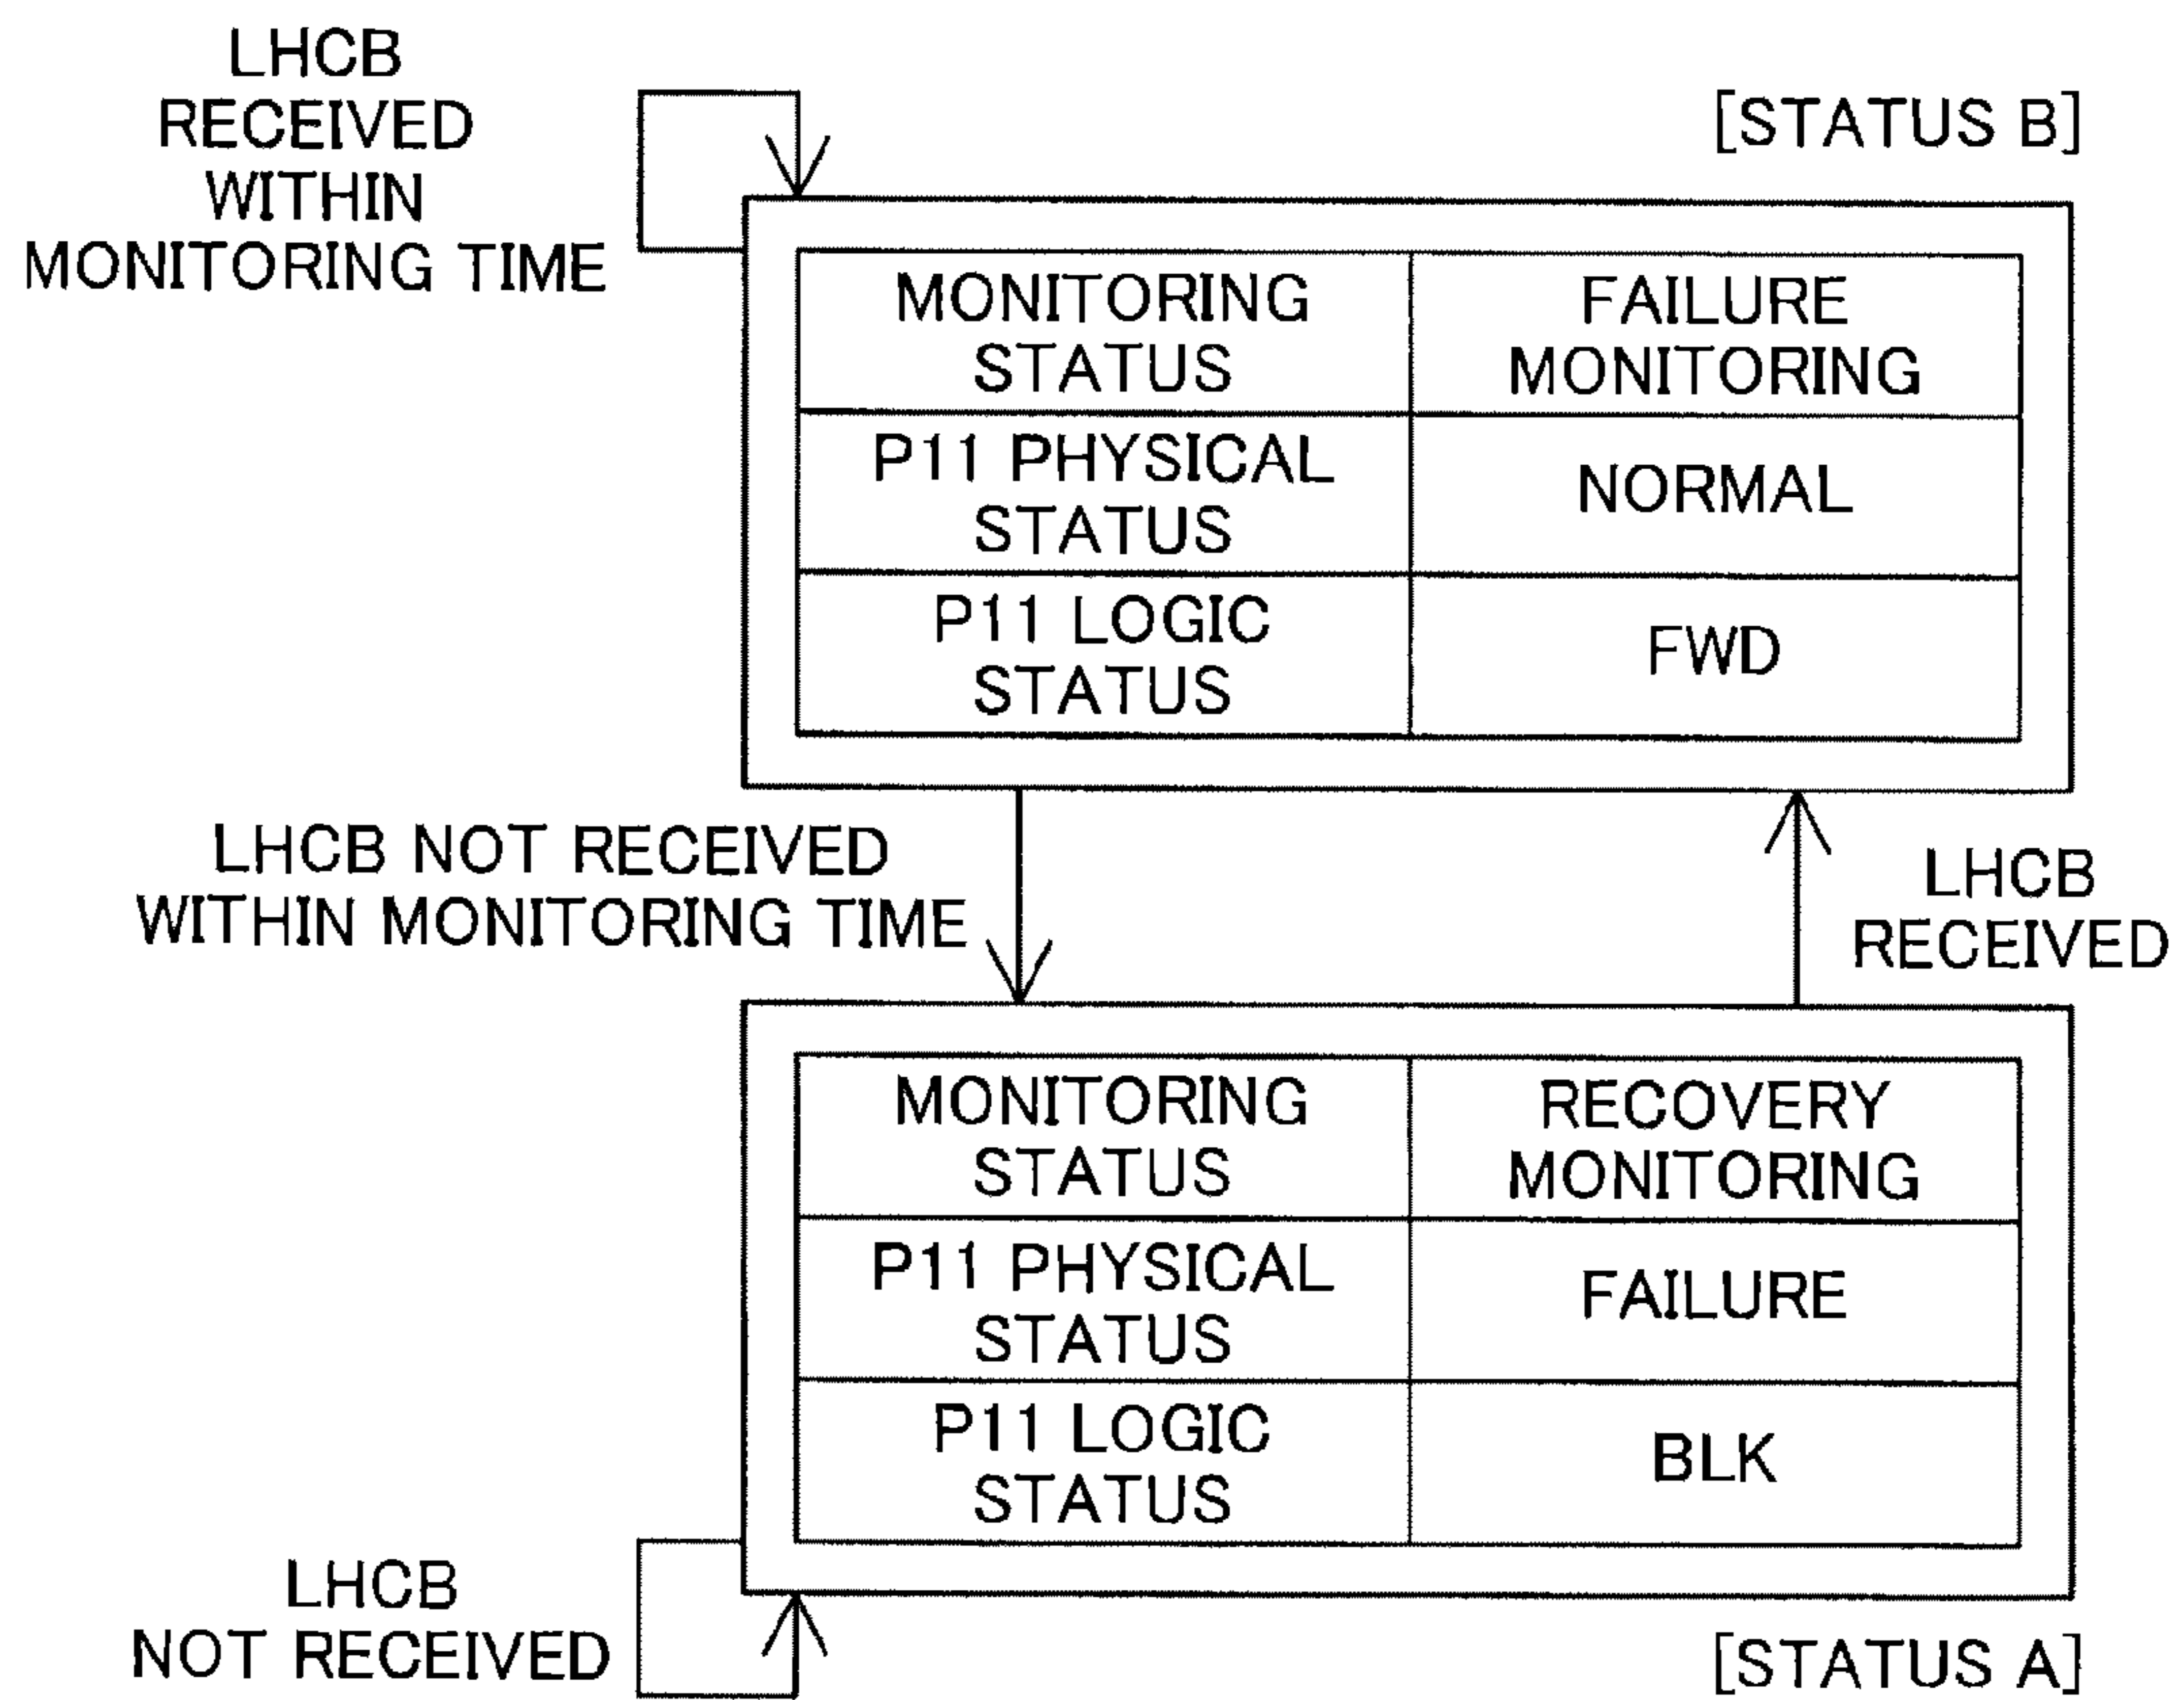 LHCB
RECEIVED
WITHIN
MONITORING TIME
[STATUS B]
MONITORING
STATUS
FAILURE
MONITORING
P11 PHYSICAL
STATUS
NORMAL
P11 LOGIC
STATUS
FWD
LHCB NOT RECEIVED
WITHIN MONITORING TIME
LHCB
RECEIVED
MONITORING
STATUS
RECOVERY
MONITORING
P11 PHYSICAL
STATUS
FAILURE
P11 LOGIC
STATUS
BLK
LHCB
NOT RECEIVED
[STATUS A]